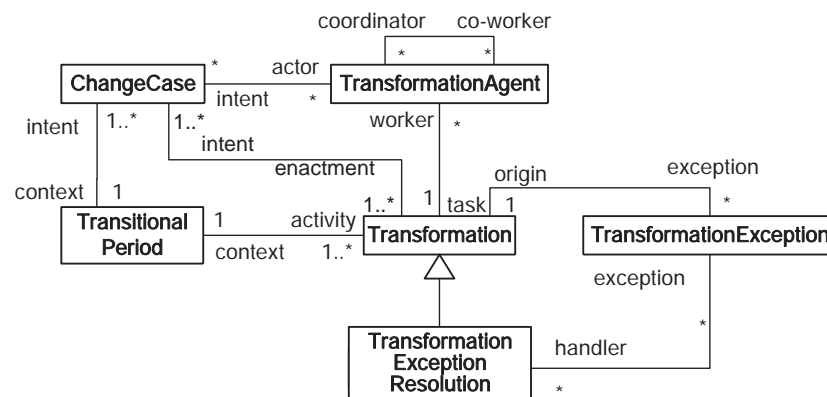 coordinator co-worker
* *
ChangeCase * actor TransformationAgent
intent *
intent 1..* 1..* worker *
intent
enactment origin exception
context 1 1..* 1 task 1 *
Transitional
Period
1 activity
context 1..*
Transformation
TransformationException
exception
*
Transformation
Exception
Resolution
handler
*